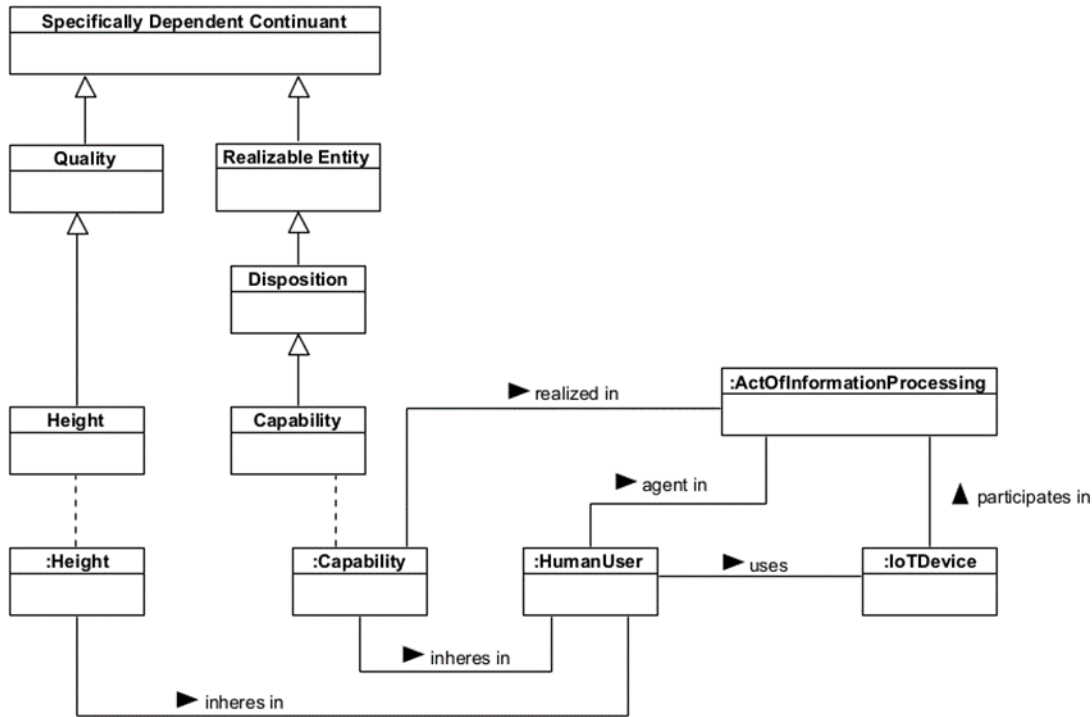 Specifically Dependent Continuant
Quality
Realizable Entity
Disposition
:ActOfInformationProcessing
realized in
Height
Capability
agent in
participates in
:Height
:Capability
:HumanUser
uses
:IoTDevice
inheres in
inheres in